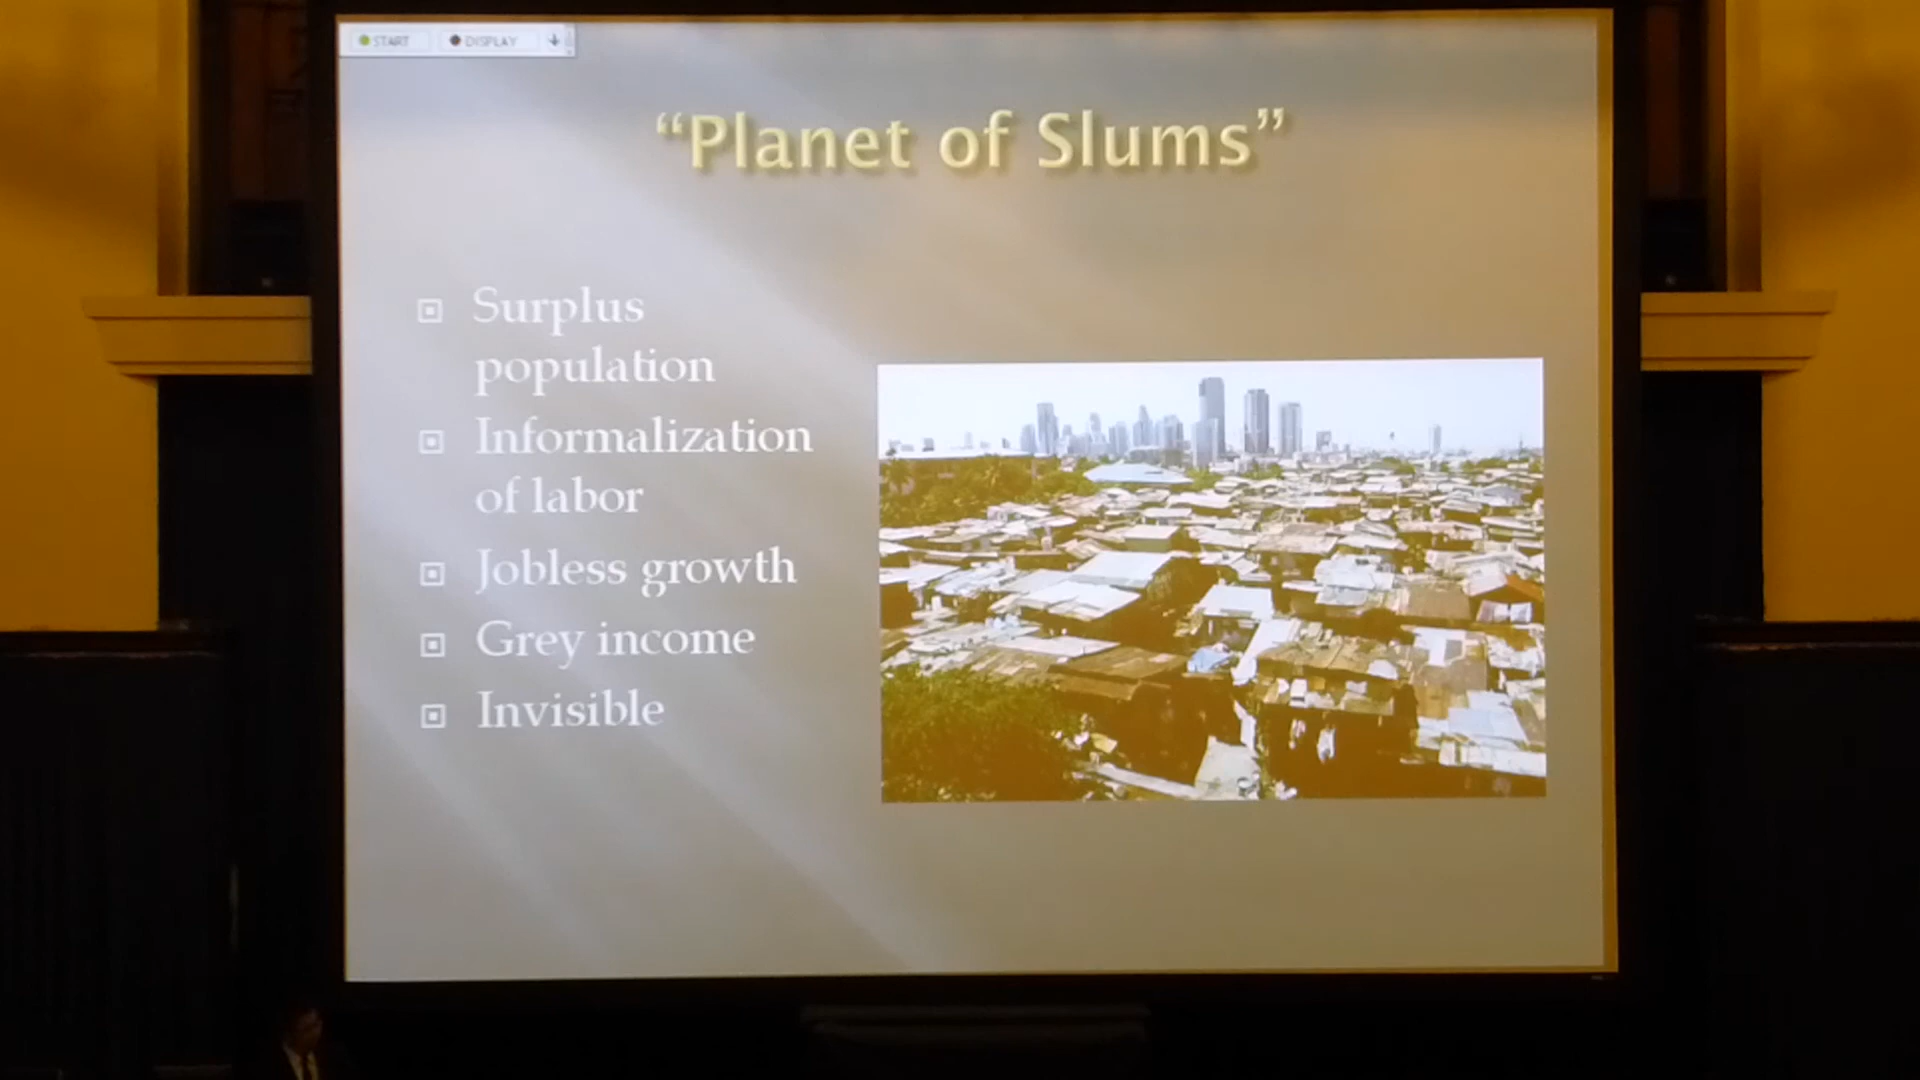 START DISPLAY
“Planet of Slums”
Surplus
population
Informalization
of labor
Jobless growth
Grey income
Invisible